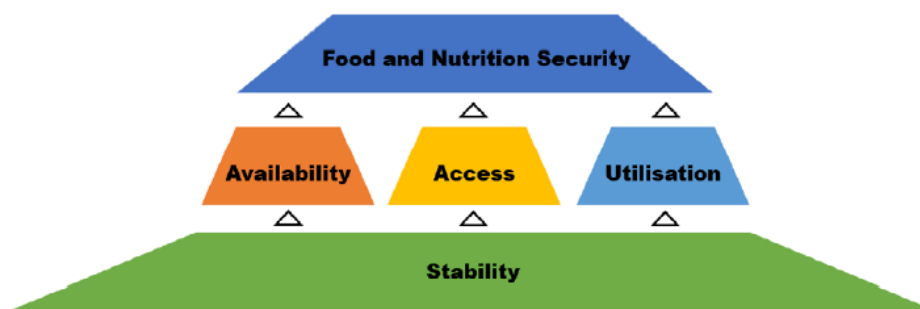 Food and Nutrition Security
Availability
Access
Utilisation
Stability